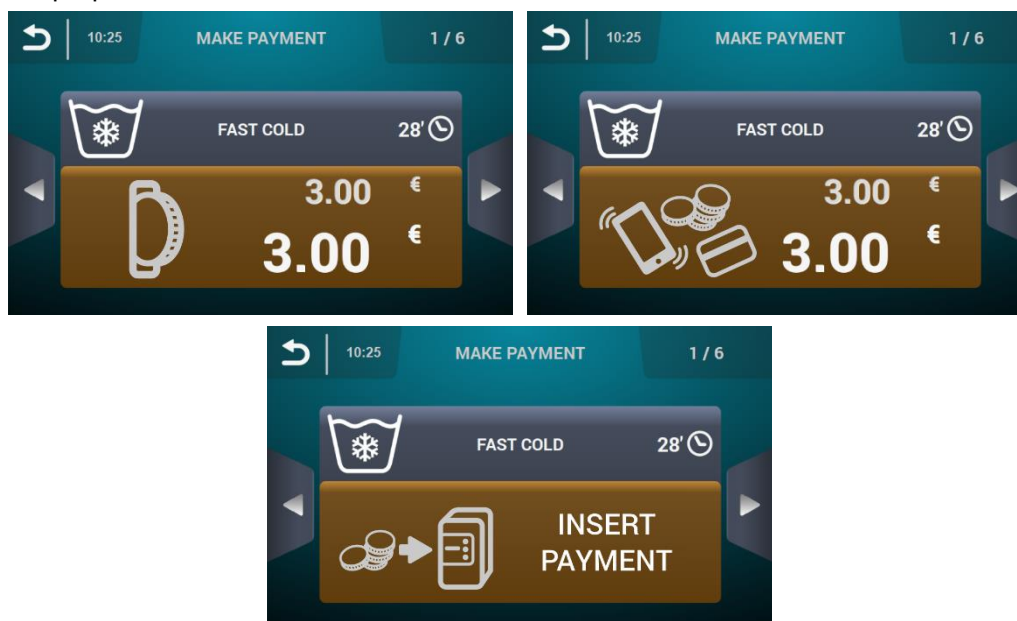 10:25 MAKE PAYMENT 1 / 6
FAST COLD 28'
3.00 €
3.00 €
10:25 MAKE PAYMENT 1 / 6
FAST COLD 28'
3.00 €
3.00 €
10:25 MAKE PAYMENT 1 / 6
FAST COLD 28'
INSERT
PAYMENT